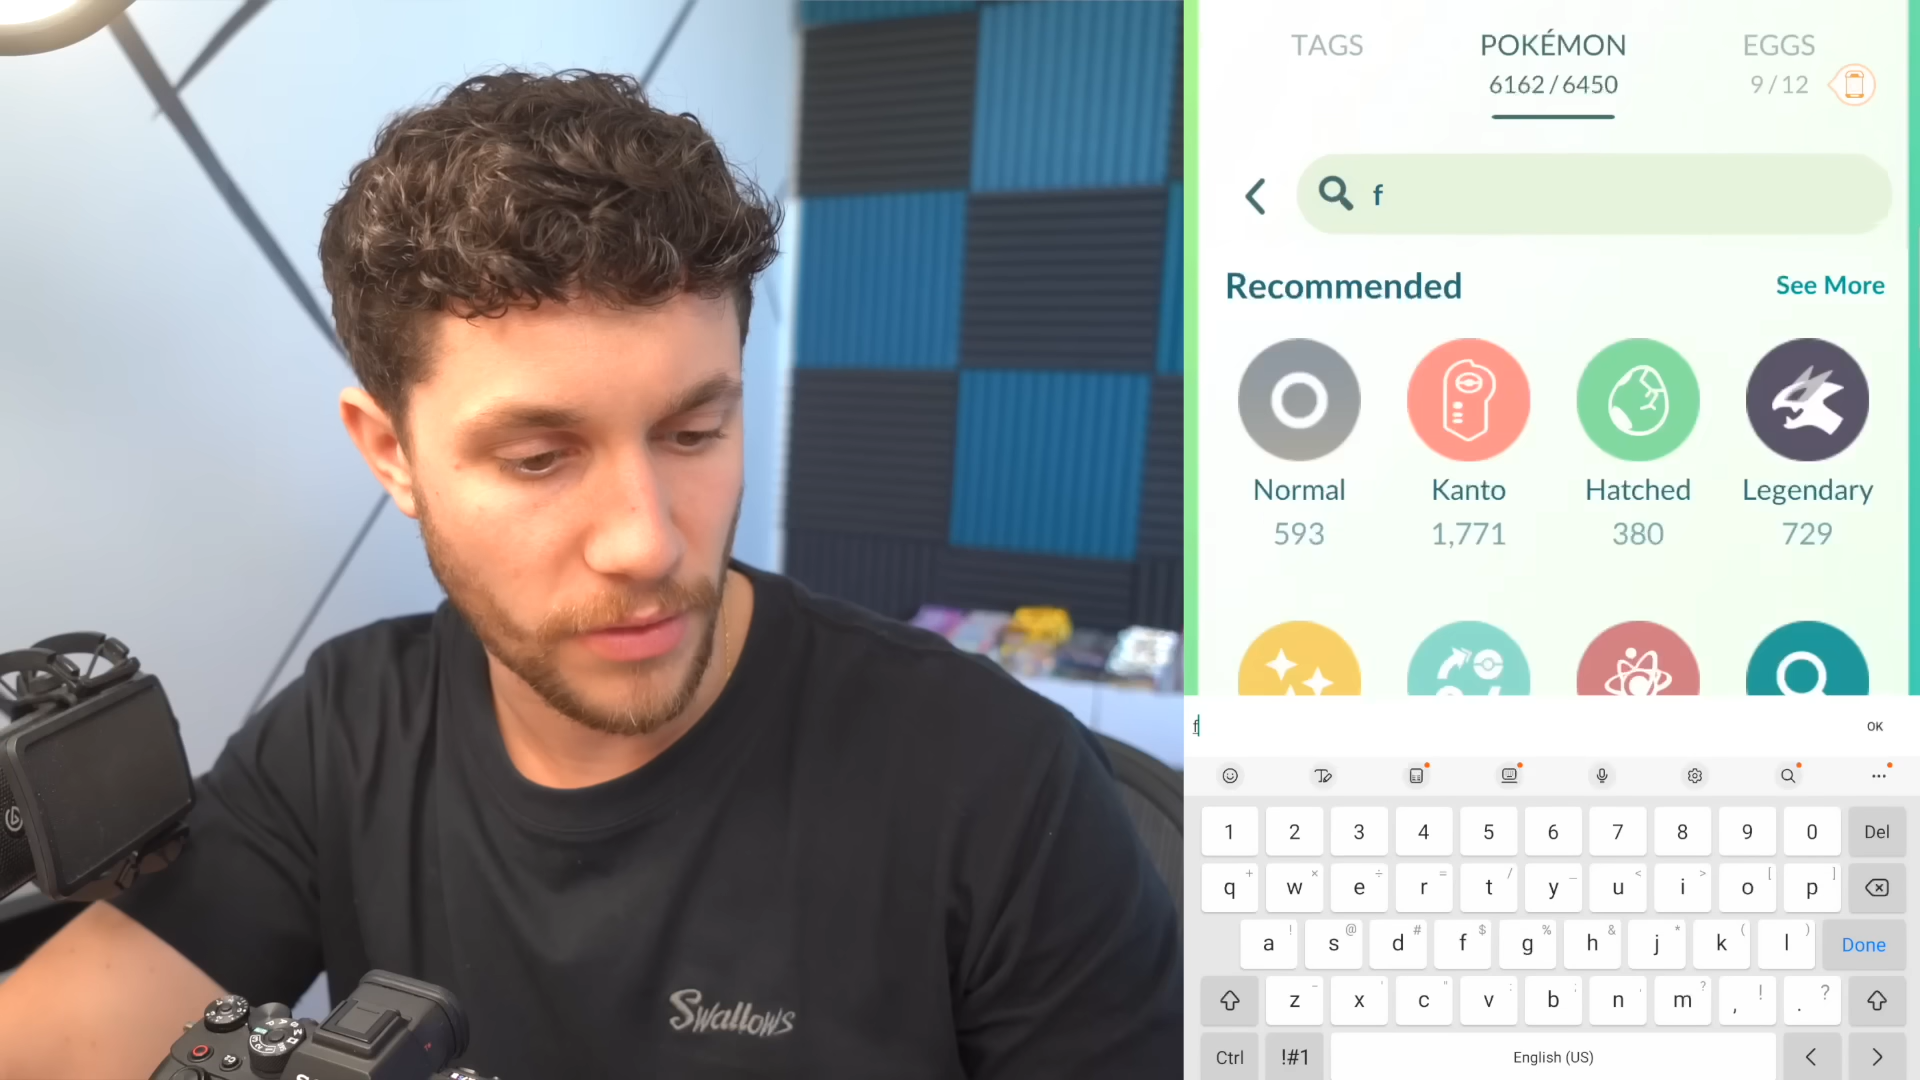 TAGS
POKÉMON
EGGS
6162 / 6450
9 / 12
f
Recommended
See More
Normal
Kanto
Hatched
Legendary
593
1,771
380
729
f
OK
1 2 3 4 5 6 7 8 9 0 Del
q w e r t y u i o p
a s d f g h j k l Done
z x c v b n m , ! . ?
Ctrl !#1 English (US) < >
Swallows